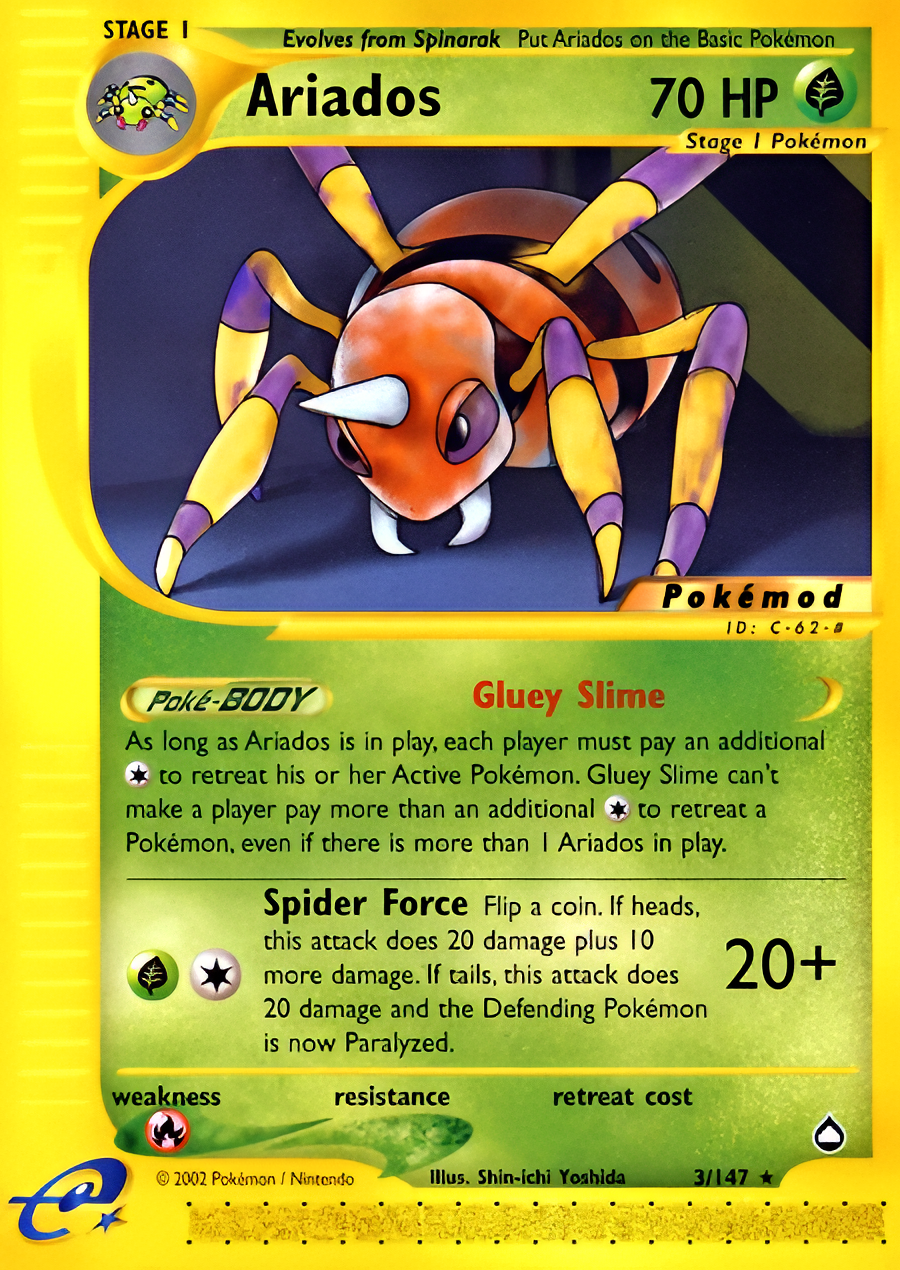 STAGE 1
Evolves from Spinarak Put Ariados on the Basic Pokémon
Ariados 70 HP
Stage 1 Pokémon
Pokémod
ID: C-62-#
Poké-BODY Gluey Slime
As long as Ariados is in play, each player must pay an additional
to retreat his or her Active Pokémon. Gluey Slime can't
make a player pay more than an additional to retreat a
Pokémon, even if there is more than 1 Ariados in play.
Spider Force Flip a coin. If heads,
this attack does 20 damage plus 10
more damage. If tails, this attack does
20 damage and the Defending Pokémon
is now Paralyzed.
20+
weakness resistance retreat cost
© 2002 Pokémon / Nintendo Illus. Shin-ichi Yoshida 3/147 ★
e